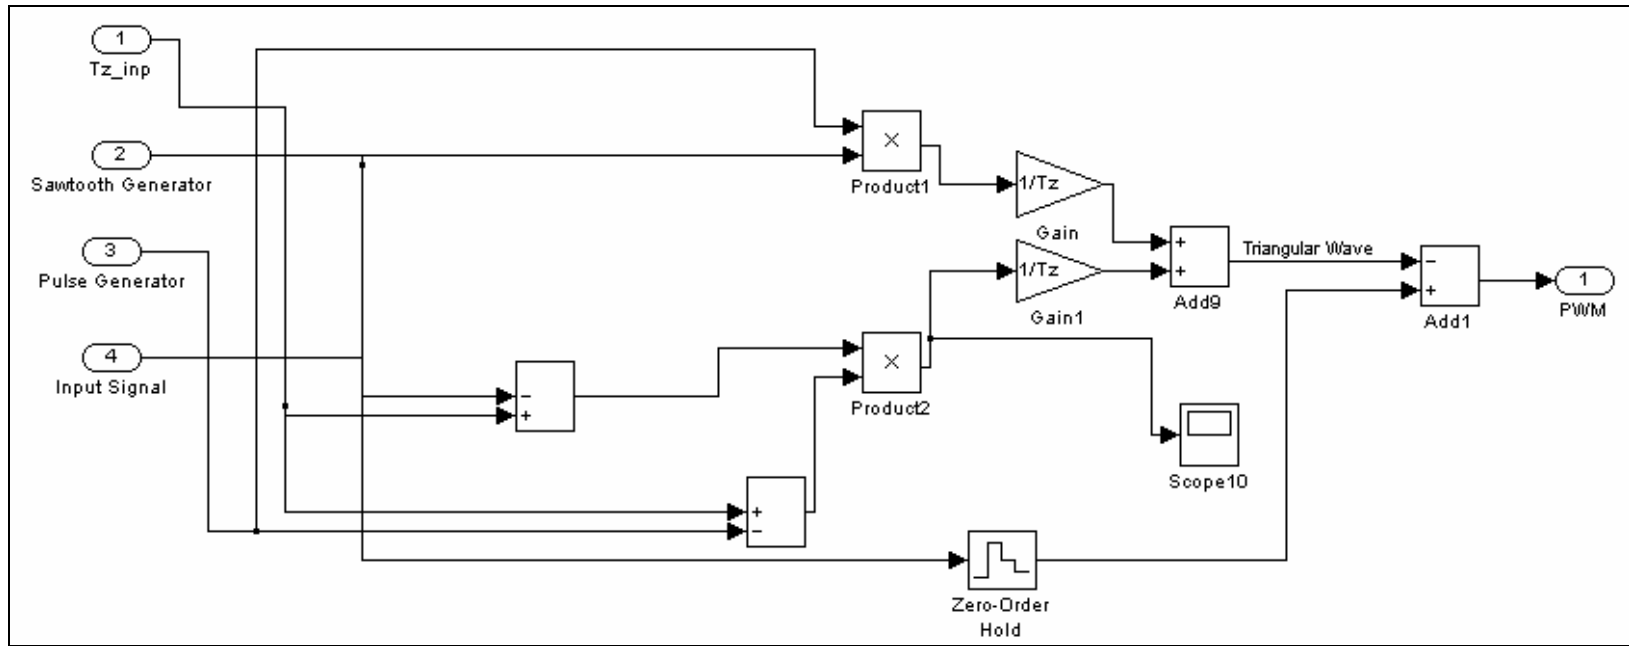 1
Tz_inp
2
Sawtooth Generator
3
Pulse Generator
4
Input Signal
×
Product1
1/Tz
Gain
1/Tz
Gain1
+
+
Add9
Triangular Wave
−
+
Add1
1
PWM
−
+
×
Product2
+
−
Scope10
Zero-Order
Hold